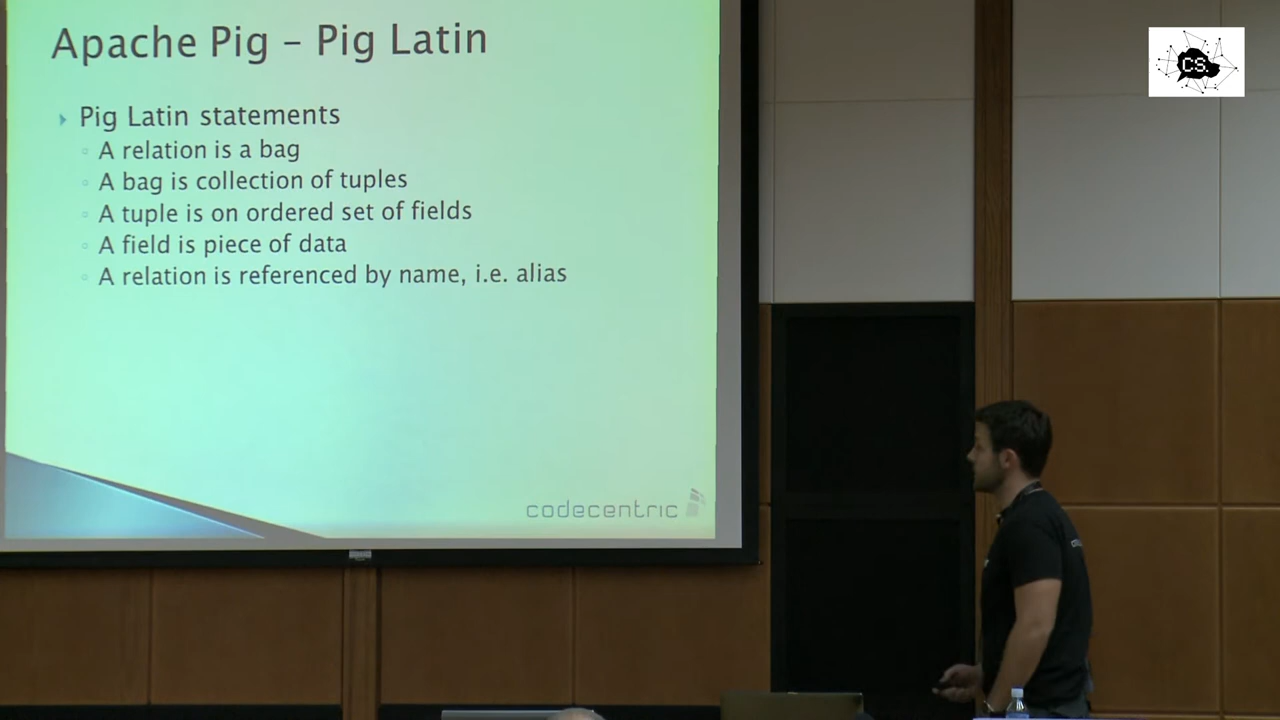 Apache Pig – Pig Latin
Pig Latin statements
A relation is a bag
A bag is collection of tuples
A tuple is on ordered set of fields
A field is piece of data
A relation is referenced by name, i.e. alias
codecentric
CS